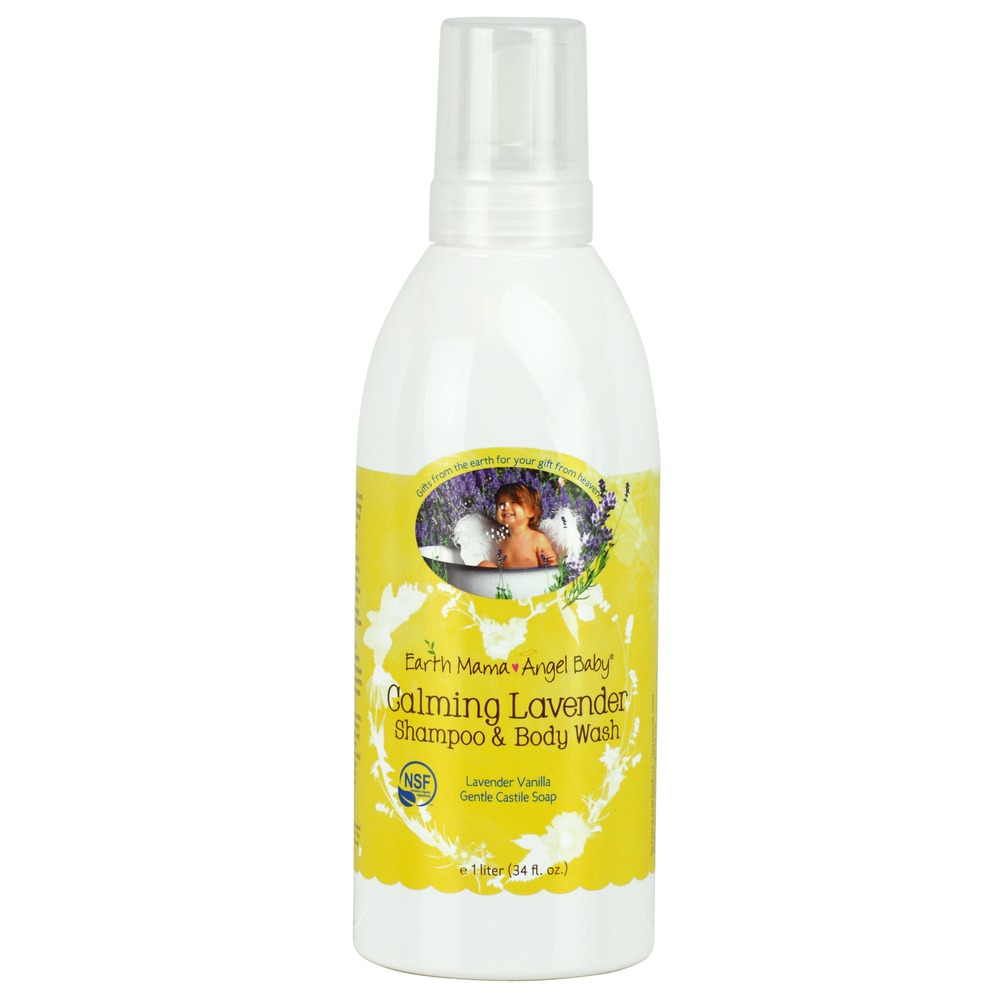 Gifts from the earth for your gift from heaven
Earth Mama Angel Baby®
Calming Lavender
Shampoo & Body Wash
NSF
Lavender Vanilla
Gentle Castile Soap
e 1 liter (34 fl. oz.)